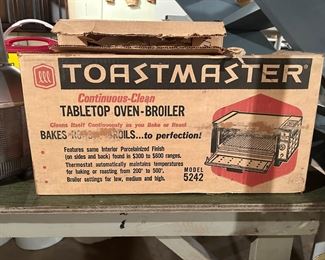 TOASTMASTER
Continuous-Clean
TABLETOP OVEN-BROILER
Cleans Itself Continuously as you Bake or Roast
BAKES-ROASTS-BROILS...to perfection!
Features same Interior Porcelainized Finish
(on sides and back) found in $300 to $600 ranges.
Thermostat automatically maintains temperatures
for baking or roasting from 200° to 500°.
Broiler settings for low, medium and high.
MODEL
5242